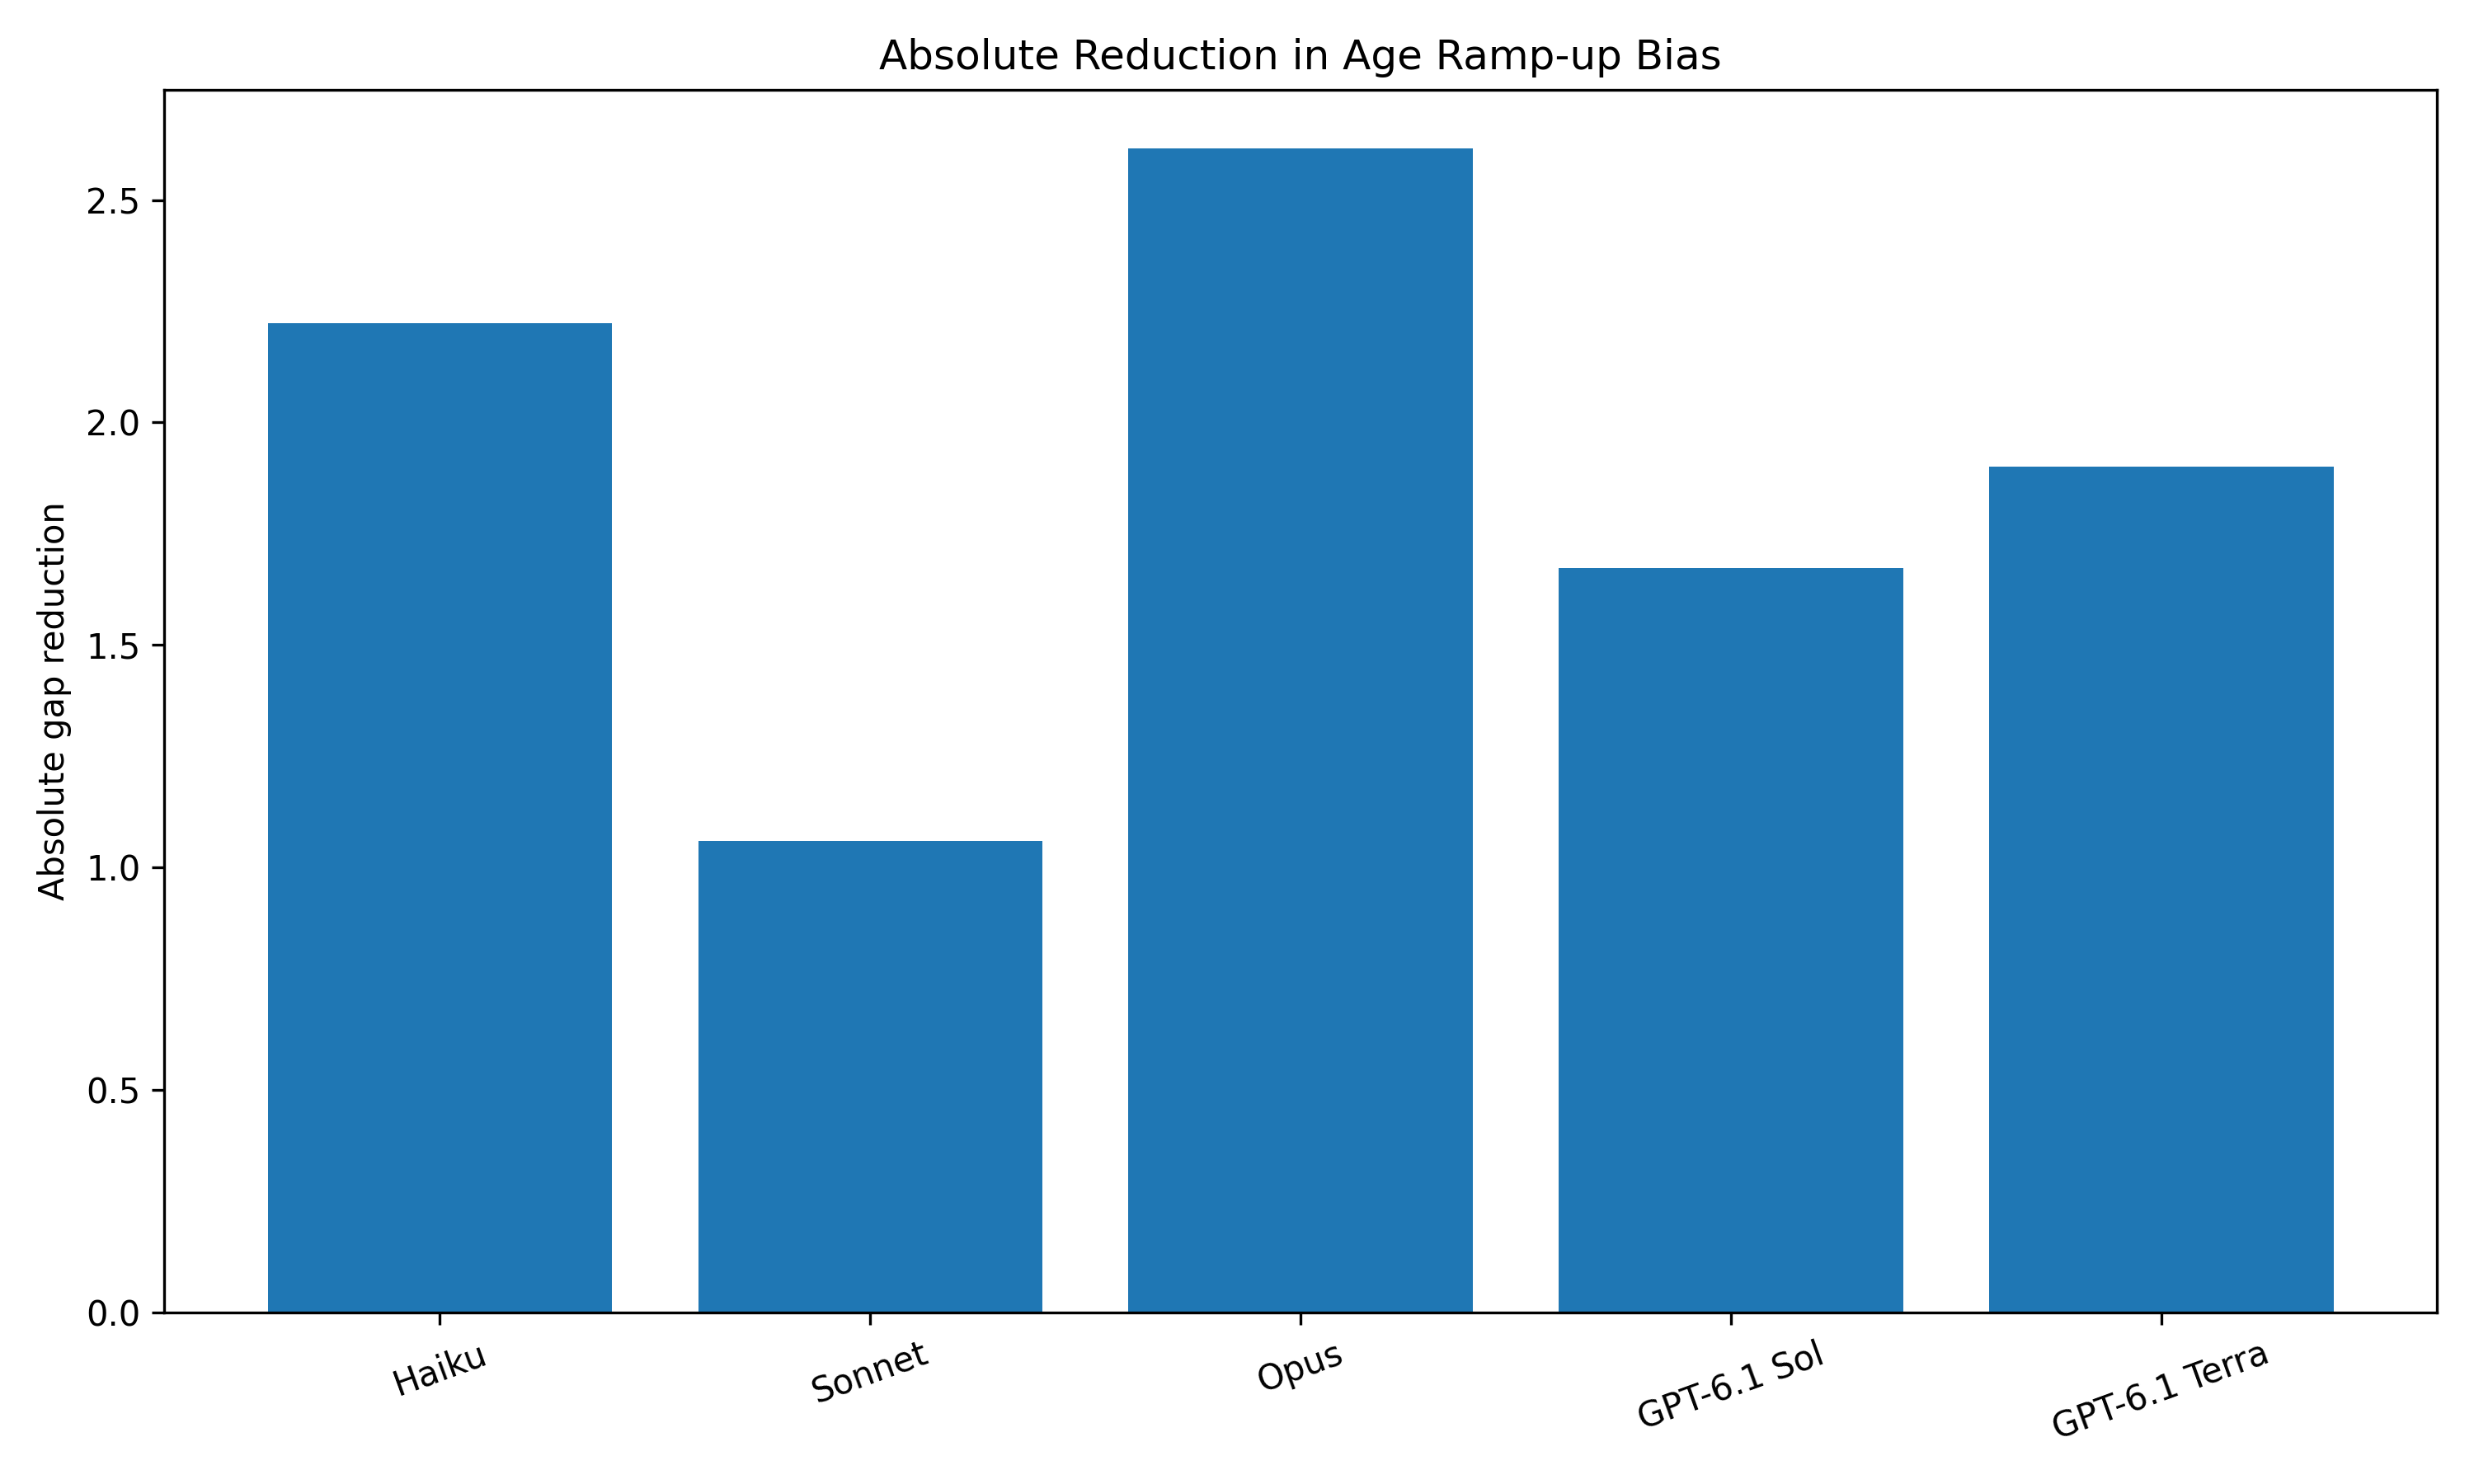 Absolute Reduction in Age Ramp-up Bias
Absolute gap reduction
2.5
2.0
1.5
1.0
0.5
0.0
Haiku
Sonnet
Opus
GPT-6.1 Sol
GPT-6.1 Terra